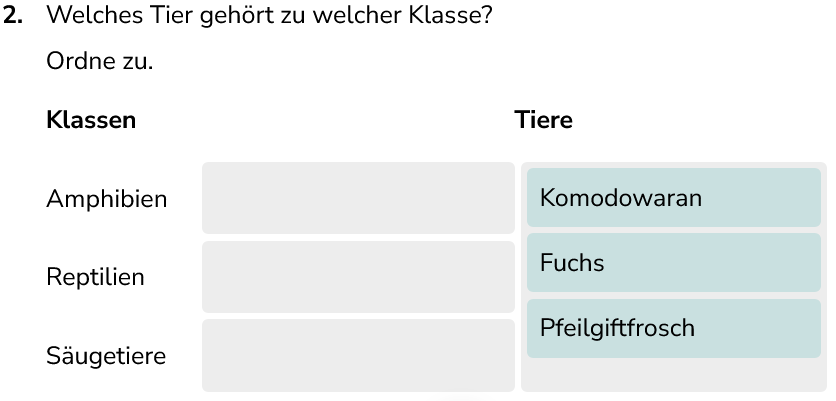 2. Welches Tier gehört zu welcher Klasse?
Ordne zu.
Klassen Tiere
Amphibien Komodowaran
Reptilien Fuchs
Säugetiere Pfeilgiftfrosch